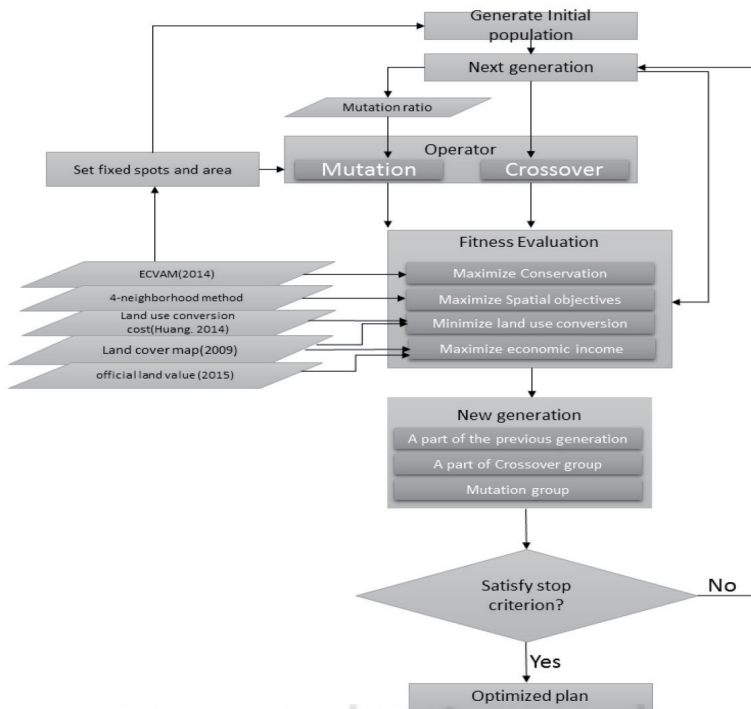 Generate Initial
population
Next generation
Mutation ratio
Operator
Mutation
Crossover
Set fixed spots and area
Fitness Evaluation
ECVAM(2014)
Maximize Conservation
4-neighborhood method
Maximize Spatial objectives
Land use conversion
cost(Huang. 2014)
Minimize land use conversion
Land cover map(2009)
Maximize economic income
official land value(2015)
New generation
A part of the previous generation
A part of Crossover group
Mutation group
Satisfy stop
criterion?
No
Yes
Optimized plan